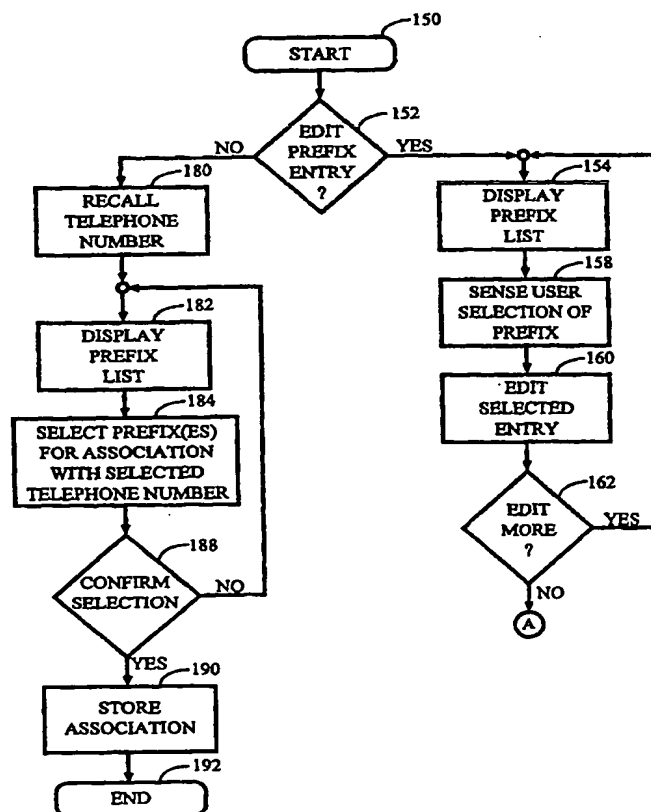 150
START
152
EDIT
PREFIX
ENTRY
?
NO
YES
180
RECALL
TELEPHONE
NUMBER
182
DISPLAY
PREFIX
LIST
184
SELECT PREFIX(ES)
FOR ASSOCIATION
WITH SELECTED
TELEPHONE NUMBER
188
CONFIRM
SELECTION
NO
YES
190
STORE
ASSOCIATION
192
END
154
DISPLAY
PREFIX
LIST
158
SENSE USER
SELECTION OF
PREFIX
160
EDIT
SELECTED
ENTRY
162
EDIT
MORE
?
YES
NO
A